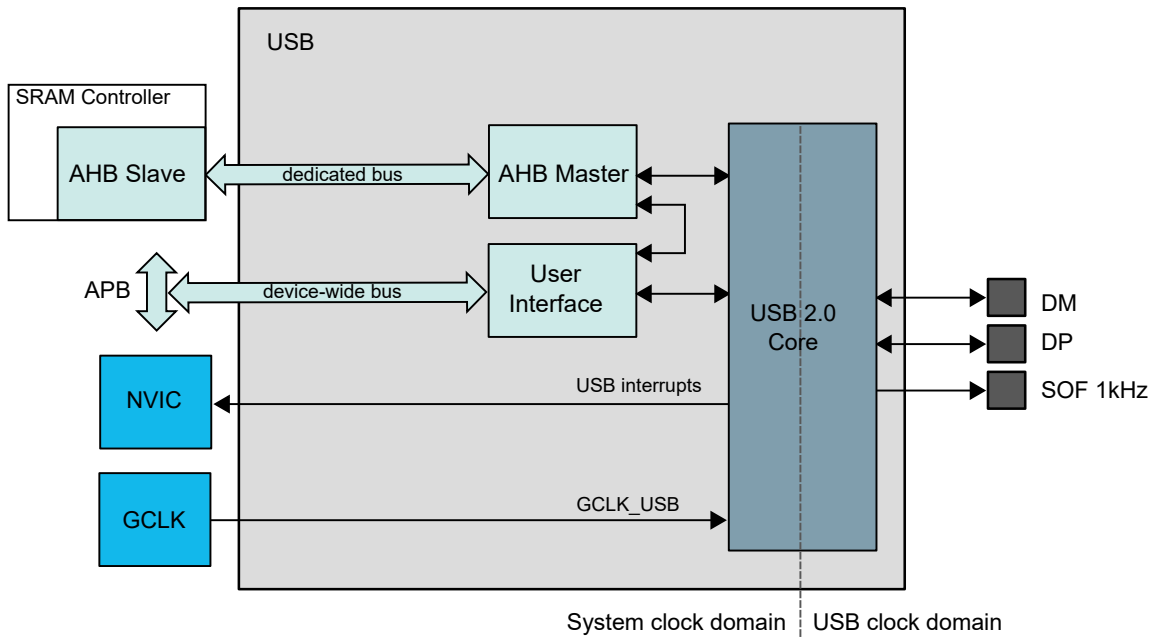 USB
SRAM Controller
AHB Slave
dedicated bus
AHB Master
APB
device-wide bus
User
Interface
USB 2.0
Core
DM
DP
SOF 1kHz
NVIC
USB interrupts
GCLK
GCLK_USB
System clock domain
USB clock domain